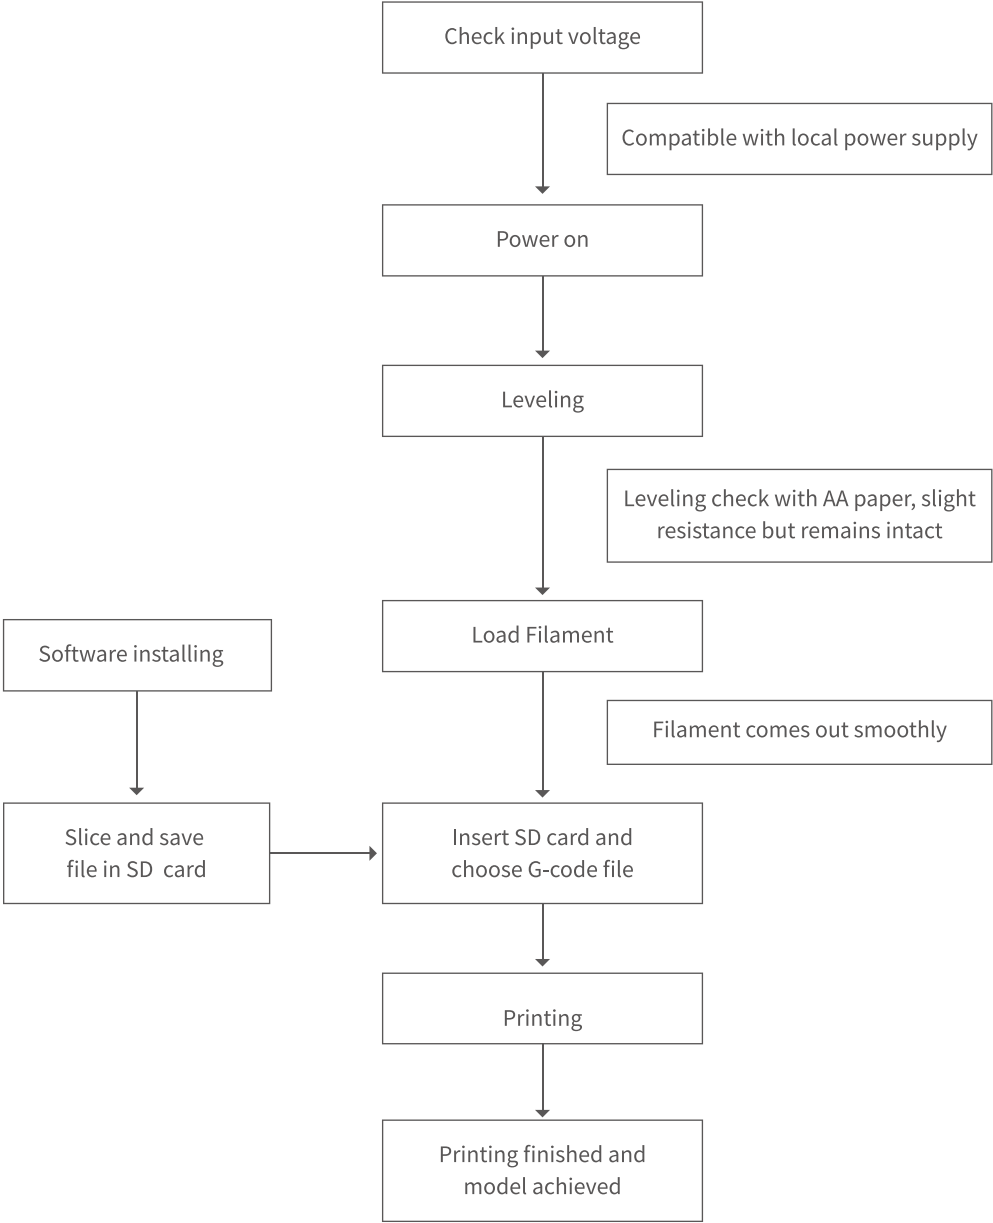 Check input voltage
Compatible with local power supply
Power on
Leveling
Leveling check with AA paper, slight
resistance but remains intact
Load Filament
Software installing
Filament comes out smoothly
Slice and save
file in SD card
Insert SD card and
choose G-code file
Printing
Printing finished and
model achieved